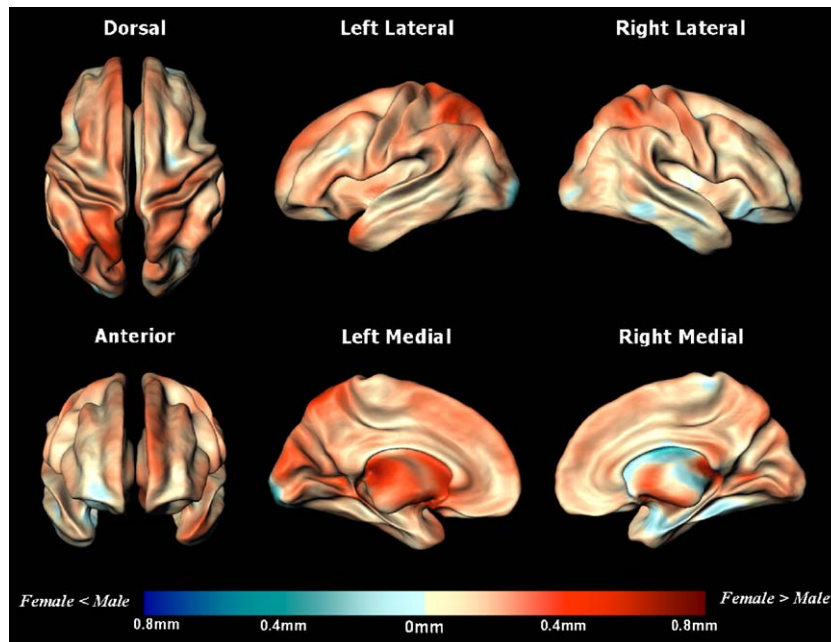 Dorsal Left Lateral Right Lateral
Anterior Left Medial Right Medial
Female < Male Female > Male
0.8mm 0.4mm 0mm 0.4mm 0.8mm